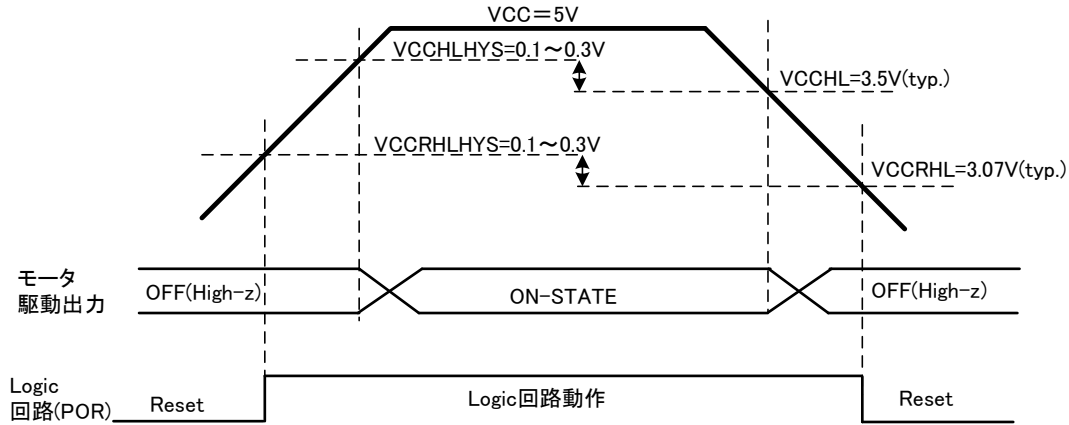 VCC=5V
VCCHLHYS=0.1～0.3V
VCCHL=3.5V(typ.)
VCCRHLHYS=0.1～0.3V
VCCRHL=3.07V(typ.)
モータ
駆動出力
OFF(High-z)
ON-STATE
OFF(High-z)
Logic
回路(POR)
Reset
Logic回路動作
Reset